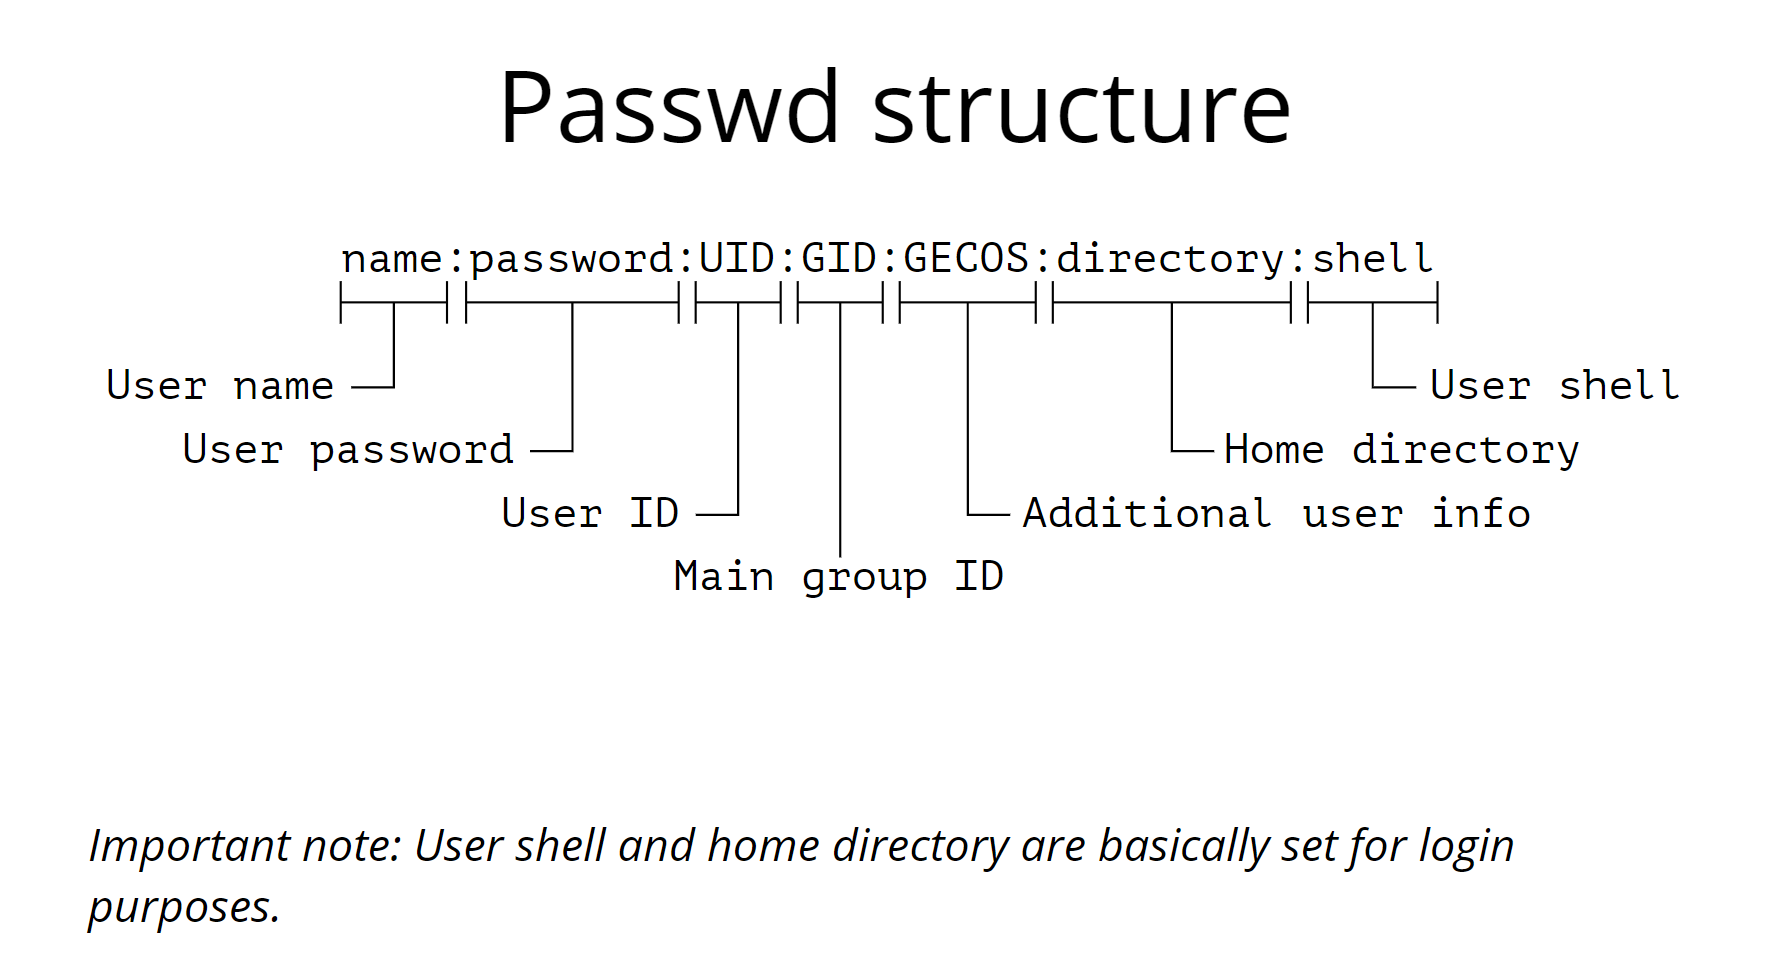 Passwd structure
name:password:UID:GID:GECOS:directory:shell
User name
User shell
User password
Home directory
User ID
Additional user info
Main group ID
Important note: User shell and home directory are basically set for login
purposes.